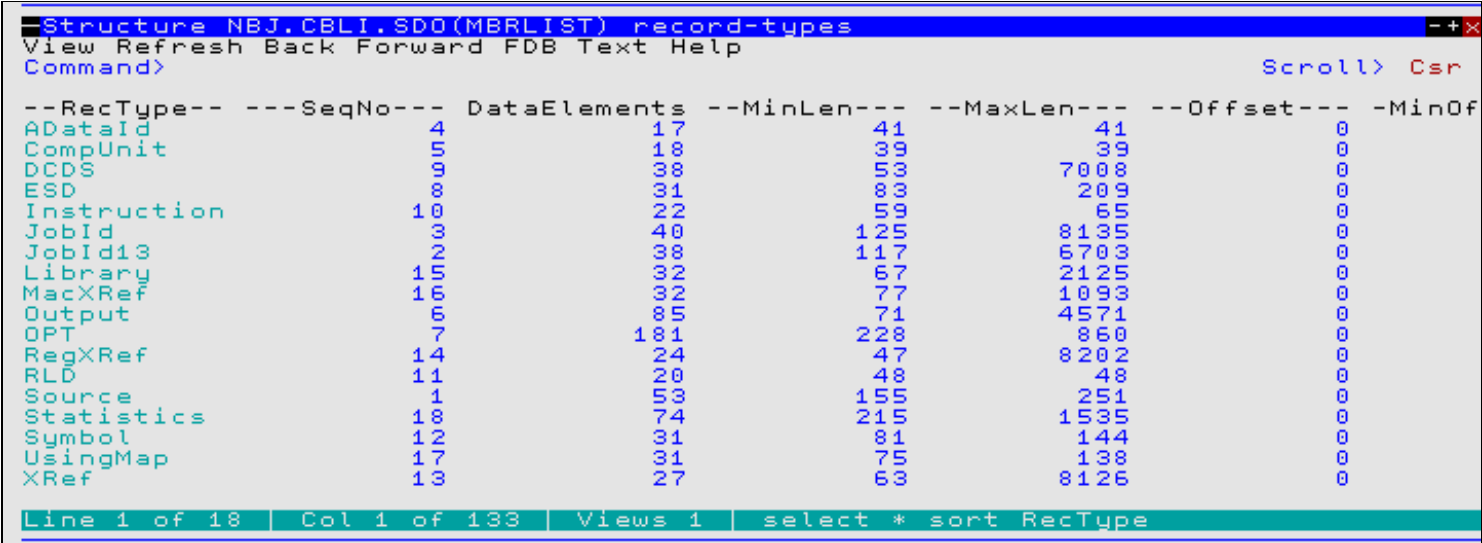 -Structure NBJ.CBLI.SDO(MBRLIST) record-types - + x
View Refresh Back Forward FDB Text Help
Command> Scroll> Csr
--RecType-- ---SeqNo--- DataElements --MinLen--- --MaxLen--- --Offset--- -MinOf
ADataId 4 17 41 41 0
CompUnit 5 18 39 39 0
DCDS 9 38 53 7008 0
ESD 8 31 83 209 0
Instruction 10 22 59 65 0
JobId 3 40 125 8135 0
JobId13 2 38 117 6703 0
Library 15 32 67 2125 0
MacXRef 16 32 77 1093 0
Output 6 85 71 4571 0
OPT 7 181 228 860 0
RegXRef 14 24 47 8202 0
RLD 11 20 48 48 0
Source 1 53 155 251 0
Statistics 18 74 215 1535 0
Symbol 12 31 81 144 0
UsingMap 17 31 75 138 0
XRef 13 27 63 8126 0
Line 1 of 18 | Col 1 of 133 | Views 1 | select * sort RecType